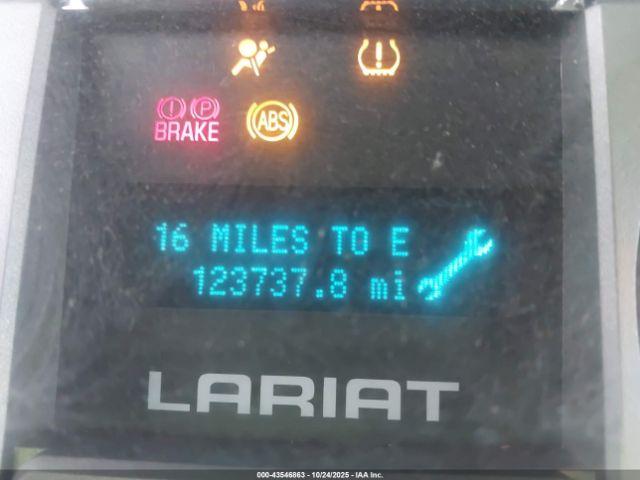 (!) (P)
BRAKE
ABS
16 MILES TO E
123737.8 mi
LARIAT
000-43546863 - 10/24/2025 - IAA Inc.